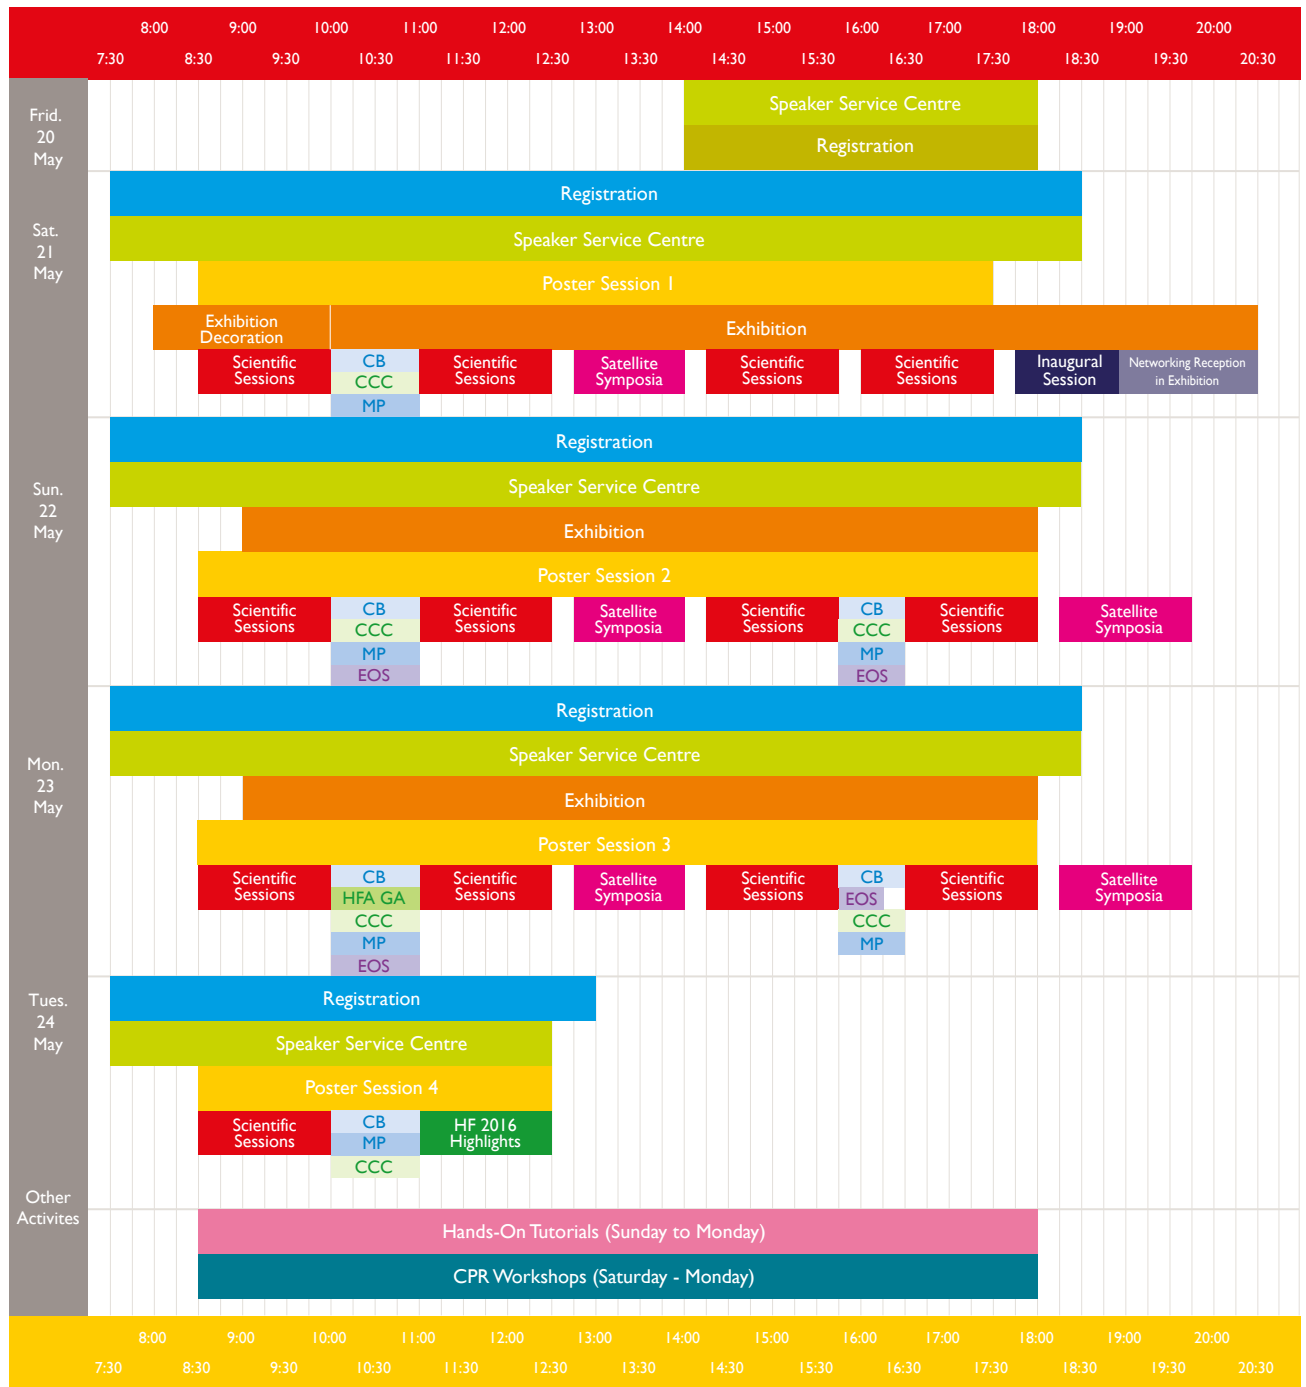 8:00 9:00 10:00 11:00 12:00 13:00 14:00 15:00 16:00 17:00 18:00 19:00 20:00
7:30 8:30 9:30 10:30 11:30 12:30 13:30 14:30 15:30 16:30 17:30 18:30 19:30 20:30
Frid.
20
May
Speaker Service Centre
Registration
Sat.
21
May
Registration
Speaker Service Centre
Poster Session 1
Exhibition
Decoration
Exhibition
Scientific
Sessions
CB
CCC
MP
Scientific
Sessions
Satellite
Symposia
Scientific
Sessions
Scientific
Sessions
Inaugural
Session
Networking Reception
in Exhibition
Sun.
22
May
Registration
Speaker Service Centre
Exhibition
Poster Session 2
Scientific
Sessions
CB
CCC
MP
EOS
Scientific
Sessions
Satellite
Symposia
Scientific
Sessions
CB
CCC
MP
EOS
Scientific
Sessions
Satellite
Symposia
Mon.
23
May
Registration
Speaker Service Centre
Exhibition
Poster Session 3
Scientific
Sessions
CB
HFA GA
CCC
MP
EOS
Scientific
Sessions
Satellite
Symposia
Scientific
Sessions
CB
EOS
CCC
MP
Scientific
Sessions
Satellite
Symposia
Tues.
24
May
Registration
Speaker Service Centre
Poster Session 4
Scientific
Sessions
CB
MP
CCC
HF 2016
Highlights
Other
Activites
Hands-On Tutorials (Sunday to Monday)
CPR Workshops (Saturday - Monday)
8:00 9:00 10:00 11:00 12:00 13:00 14:00 15:00 16:00 17:00 18:00 19:00 20:00
7:30 8:30 9:30 10:30 11:30 12:30 13:30 14:30 15:30 16:30 17:30 18:30 19:30 20:30